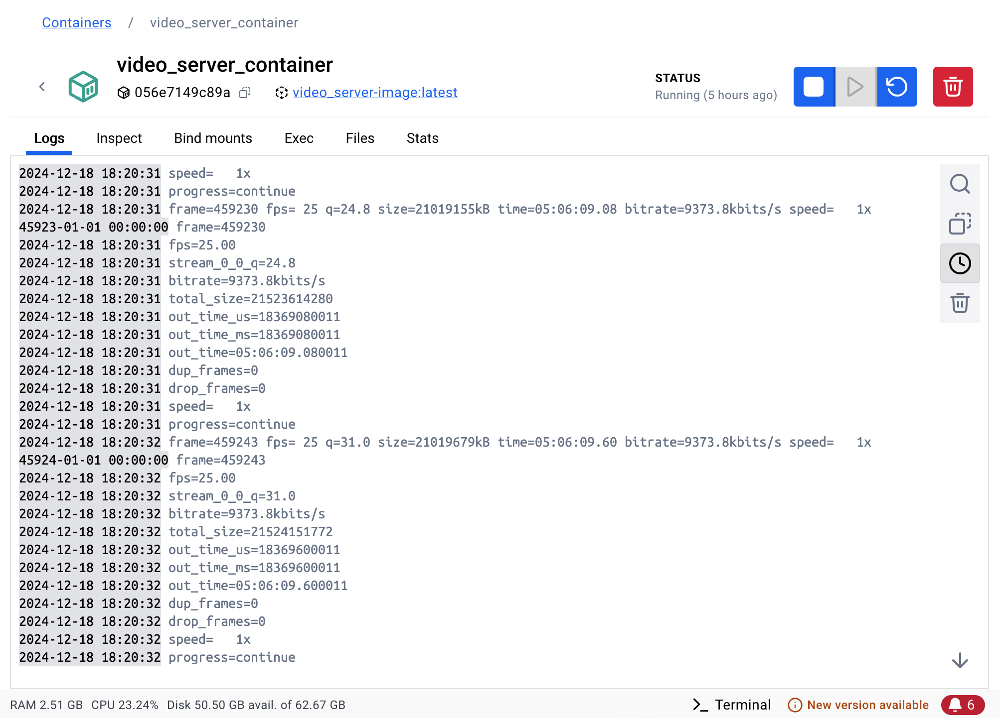 Containers / video_server_container
video_server_container
056e7149c89a video_server-image:latest
STATUS
Running (5 hours ago)
Logs Inspect Bind mounts Exec Files Stats
2024-12-18 18:20:31 speed=   1x
2024-12-18 18:20:31 progress=continue
2024-12-18 18:20:31 frame=459230 fps= 25 q=24.8 size=21019155kB time=05:06:09.08 bitrate=9373.8kbits/s speed=   1x
45923-01-01 00:00:00 frame=459230
2024-12-18 18:20:31 fps=25.00
2024-12-18 18:20:31 stream_0_0_q=24.8
2024-12-18 18:20:31 bitrate=9373.8kbits/s
2024-12-18 18:20:31 total_size=21523614280
2024-12-18 18:20:31 out_time_us=18369080011
2024-12-18 18:20:31 out_time_ms=18369080011
2024-12-18 18:20:31 out_time=05:06:09.080011
2024-12-18 18:20:31 dup_frames=0
2024-12-18 18:20:31 drop_frames=0
2024-12-18 18:20:31 speed=   1x
2024-12-18 18:20:31 progress=continue
2024-12-18 18:20:32 frame=459243 fps= 25 q=31.0 size=21019679kB time=05:06:09.60 bitrate=9373.8kbits/s speed=   1x
45924-01-01 00:00:00 frame=459243
2024-12-18 18:20:32 fps=25.00
2024-12-18 18:20:32 stream_0_0_q=31.0
2024-12-18 18:20:32 bitrate=9373.8kbits/s
2024-12-18 18:20:32 total_size=21524151772
2024-12-18 18:20:32 out_time_us=18369600011
2024-12-18 18:20:32 out_time_ms=18369600011
2024-12-18 18:20:32 out_time=05:06:09.600011
2024-12-18 18:20:32 dup_frames=0
2024-12-18 18:20:32 drop_frames=0
2024-12-18 18:20:32 speed=   1x
2024-12-18 18:20:32 progress=continue
RAM 2.51 GB CPU 23.24% Disk 50.50 GB avail. of 62.67 GB >_ Terminal New version available 6